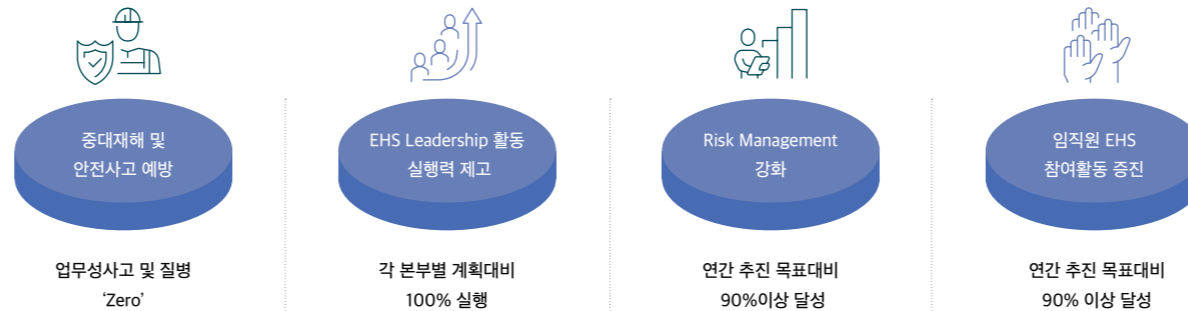 중대재해 및
안전사고 예방
업무성사고 및 질병
‘Zero’
EHS Leadership 활동
실행력 제고
각 본부별 계획대비
100% 실행
Risk Management
강화
연간 추진 목표대비
90%이상 달성
임직원 EHS
참여활동 증진
연간 추진 목표대비
90% 이상 달성